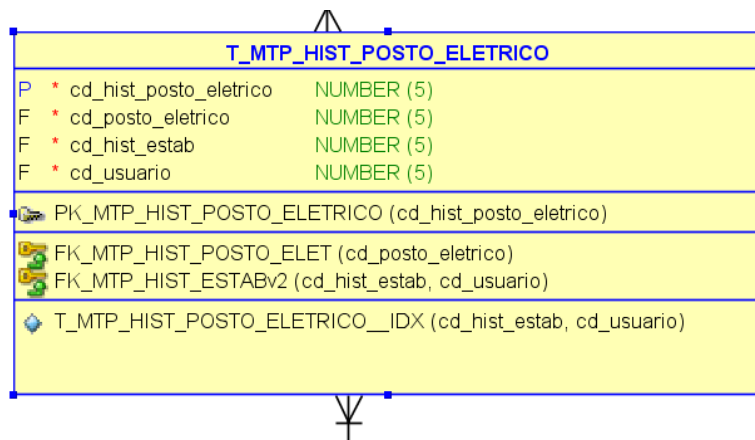 T_MTP_HIST_POSTO_ELETRICO
P * cd_hist_posto_eletrico NUMBER (5)
F * cd_posto_eletrico NUMBER (5)
F * cd_hist_estab NUMBER (5)
F * cd_usuario NUMBER (5)
PK_MTP_HIST_POSTO_ELETRICO (cd_hist_posto_eletrico)
FK_MTP_HIST_POSTO_ELET (cd_posto_eletrico)
FK_MTP_HIST_ESTABv2 (cd_hist_estab, cd_usuario)
T_MTP_HIST_POSTO_ELETRICO__IDX (cd_hist_estab, cd_usuario)